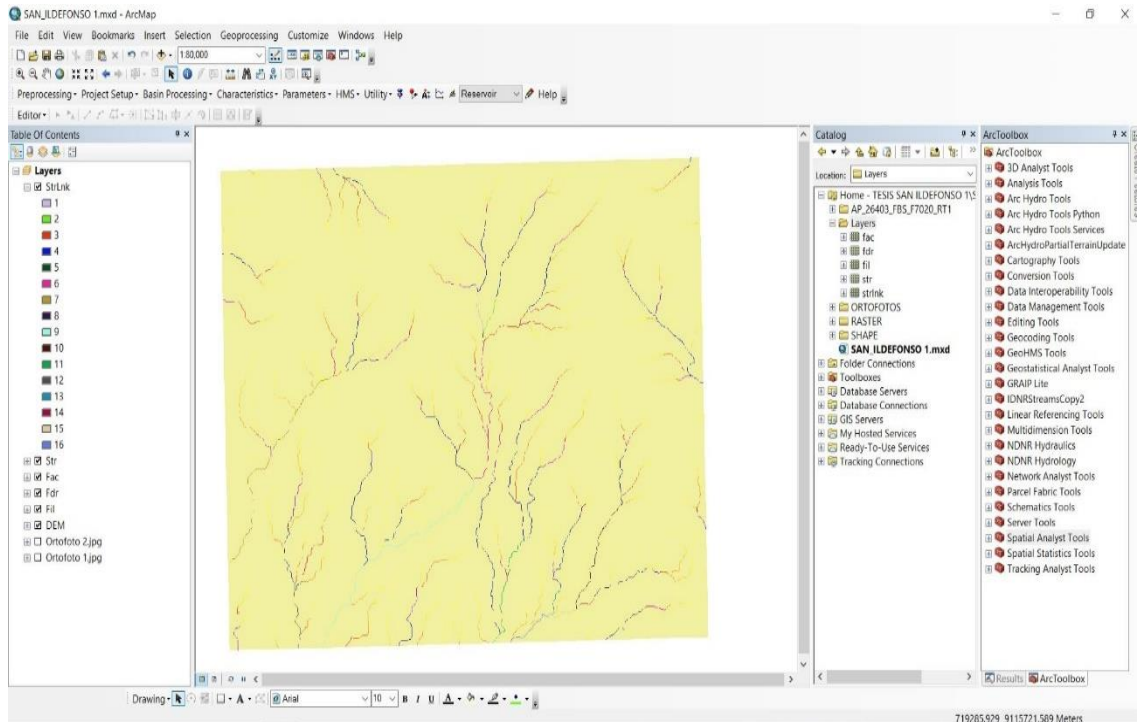 SAN_ILDEFONSO 1.mxd - ArcMap
File Edit View Bookmarks Insert Selection Geoprocessing Customize Windows Help
1:80,000
Preprocessing Project Setup Basin Processing Characteristics Parameters HMS Utility Reservoir Help
Editor
Table Of Contents
Layers
StrLnk
1
2
3
4
5
6
7
8
9
10
11
12
13
14
15
16
Str
Fac
Fdr
Fil
DEM
Ortofoto 2.jpg
Ortofoto 1.jpg
Catalog
Location: Layers
Home - TESIS SAN ILDEFONSO 1\S
AP_26403_FBS_F7020_RT1
Layers
fac
fdr
fil
str
strlnk
ORTOFOTOS
RASTER
SHAPE
SAN_ILDEFONSO 1.mxd
Folder Connections
Toolboxes
Database Servers
Database Connections
GIS Servers
My Hosted Services
Ready-To-Use Services
Tracking Connections
ArcToolbox
ArcToolbox
3D Analyst Tools
Analysis Tools
Arc Hydro Tools
Arc Hydro Tools Python
Arc Hydro Tools Services
ArcHydroPartialTerrainUpdate
Cartography Tools
Conversion Tools
Data Interoperability Tools
Data Management Tools
Editing Tools
Geocoding Tools
GeoHMS Tools
Geostatistical Analyst Tools
GRAIP Lite
IDNRStreamsCopy2
Linear Referencing Tools
Multidimension Tools
NDNR Hydraulics
NDNR Hydrology
Network Analyst Tools
Parcel Fabric Tools
Schematics Tools
Server Tools
Spatial Analyst Tools
Spatial Statistics Tools
Tracking Analyst Tools
Results ArcToolbox
Drawing A Arial 10 B I U A
719285.929 9115721.589 Meters